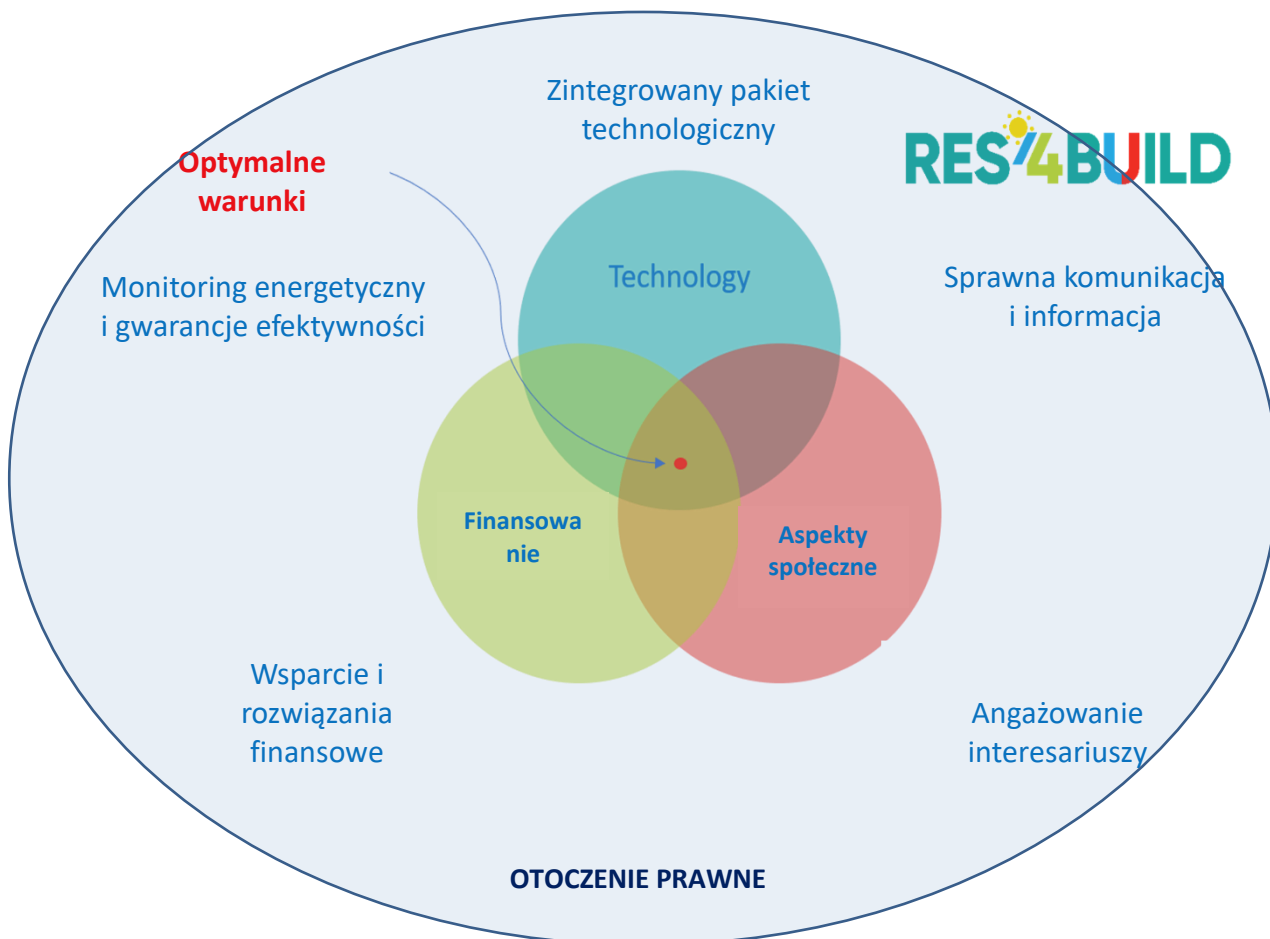 Zintegrowany pakiet
technologiczny
RES4BUILD
Optymalne
warunki
Technology
Monitoring energetyczny
i gwarancje efektywności
Sprawna komunikacja
i informacja
Finansowa
nie
Aspekty
społeczne
Wsparcie i
rozwiązania
finansowe
Angażowanie
interesariuszy
OTOCZENIE PRAWNE